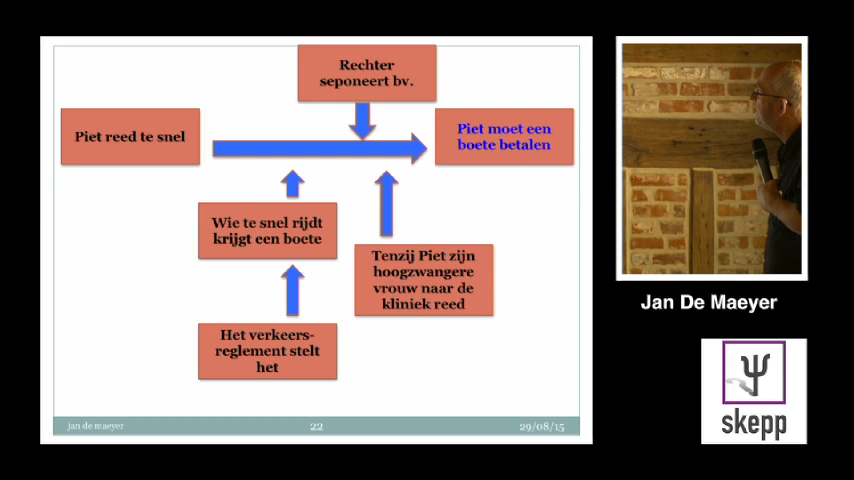 Rechter
seponeert bv.
Piet reed te snel
Piet moet een
boete betalen
Wie te snel rijdt
krijgt een boete
Tenzij Piet zijn
hoogzwangere
vrouw naar de
kliniek reed
Het verkeers-
reglement stelt
het
jan de maeyer
22
29/08/15
Jan De Maeyer
skepp